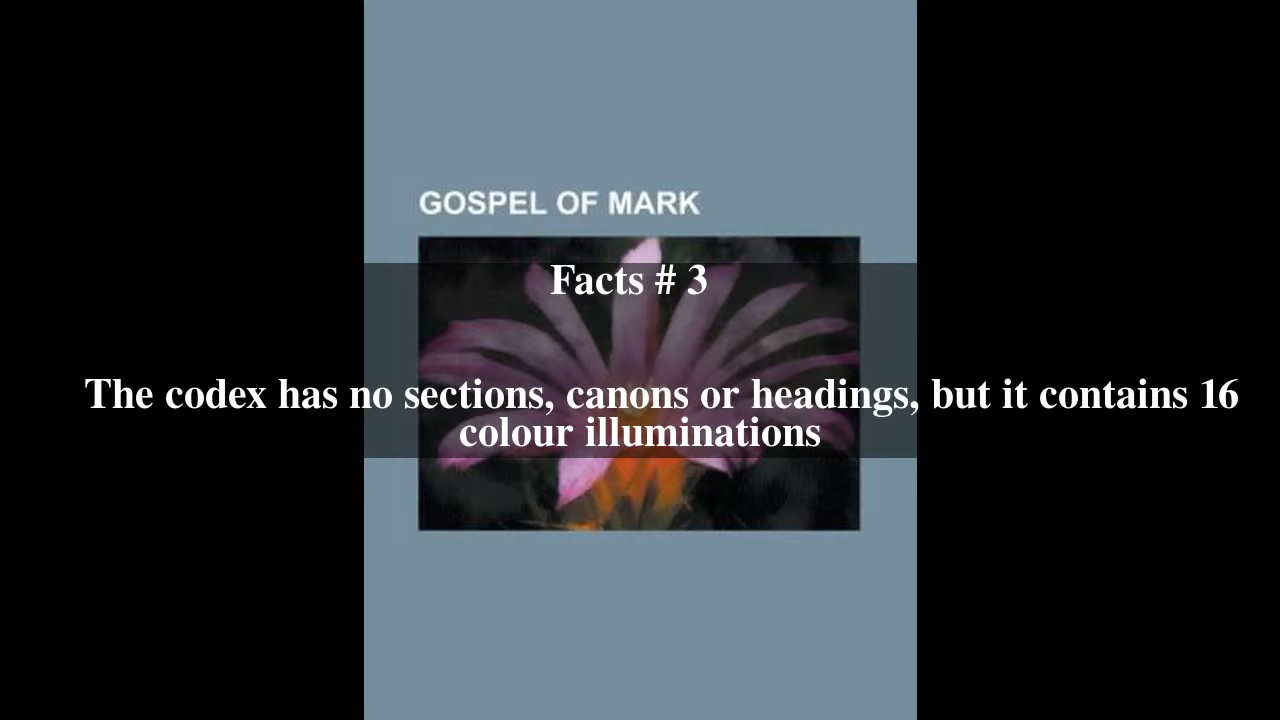 GOSPEL OF MARK
Facts # 3
The codex has no sections, canons or headings, but it contains 16
colour illuminations